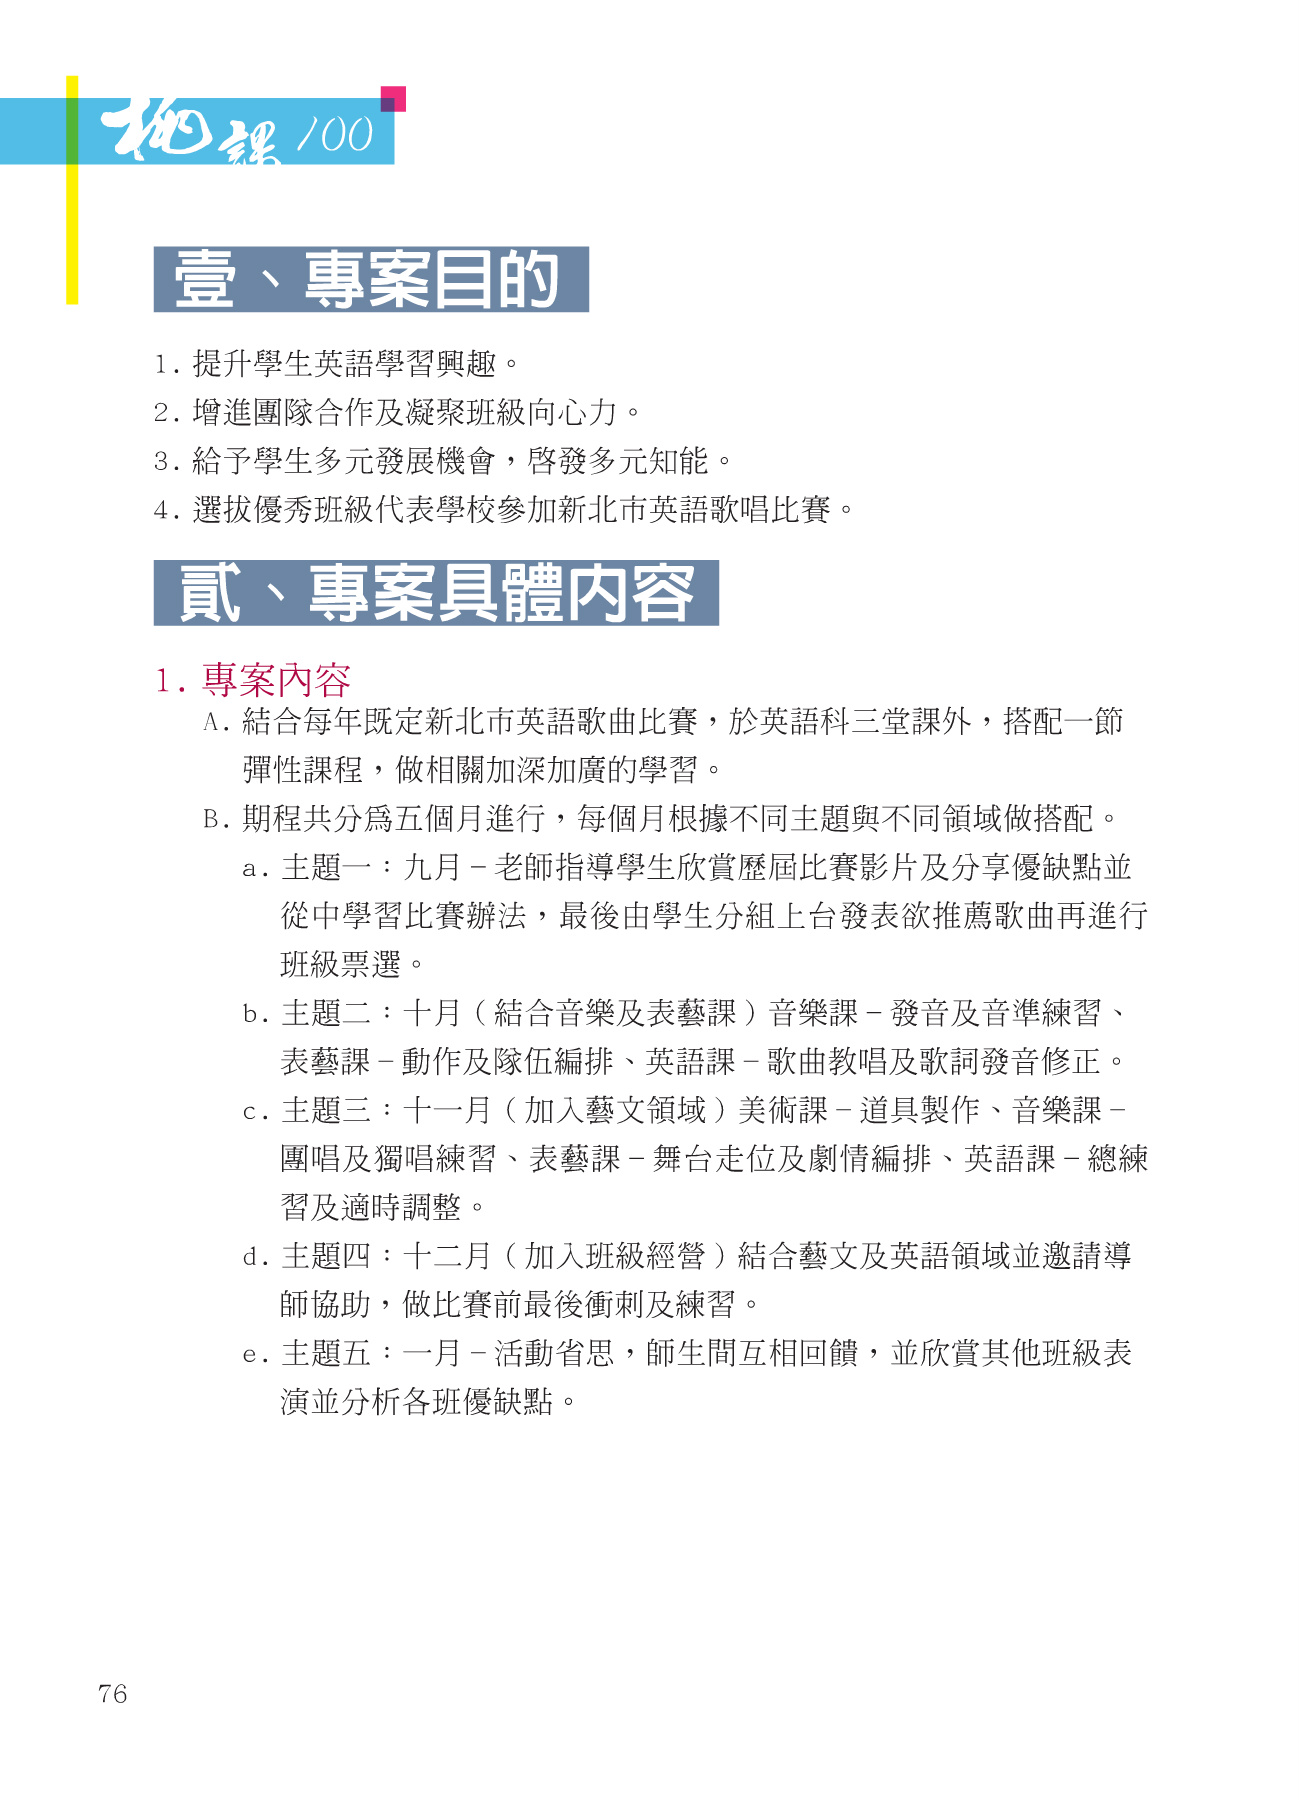 桃課100
壹、專案目的
1. 提升學生英語學習興趣。
2. 增進團隊合作及凝聚班級向心力。
3. 給予學生多元發展機會，啓發多元知能。
4. 選拔優秀班級代表學校參加新北市英語歌唱比賽。
貳、專案具體内容
1. 專案內容
A. 結合每年既定新北市英語歌曲比賽，於英語科三堂課外，搭配一節
彈性課程，做相關加深加廣的學習。
B. 期程共分爲五個月進行，每個月根據不同主題與不同領域做搭配。
a. 主題一：九月－老師指導學生欣賞歷屆比賽影片及分享優缺點並
從中學習比賽辦法，最後由學生分組上台發表欲推薦歌曲再進行
班級票選。
b. 主題二：十月（結合音樂及表藝課）音樂課－發音及音準練習、
表藝課－動作及隊伍編排、英語課－歌曲教唱及歌詞發音修正。
c. 主題三：十一月（加入藝文領域）美術課－道具製作、音樂課－
團唱及獨唱練習、表藝課－舞台走位及劇情編排、英語課－總練
習及適時調整。
d. 主題四：十二月（加入班級經營）結合藝文及英語領域並邀請導
師協助，做比賽前最後衝刺及練習。
e. 主題五：一月－活動省思，師生間互相回饋，並欣賞其他班級表
演並分析各班優缺點。
76